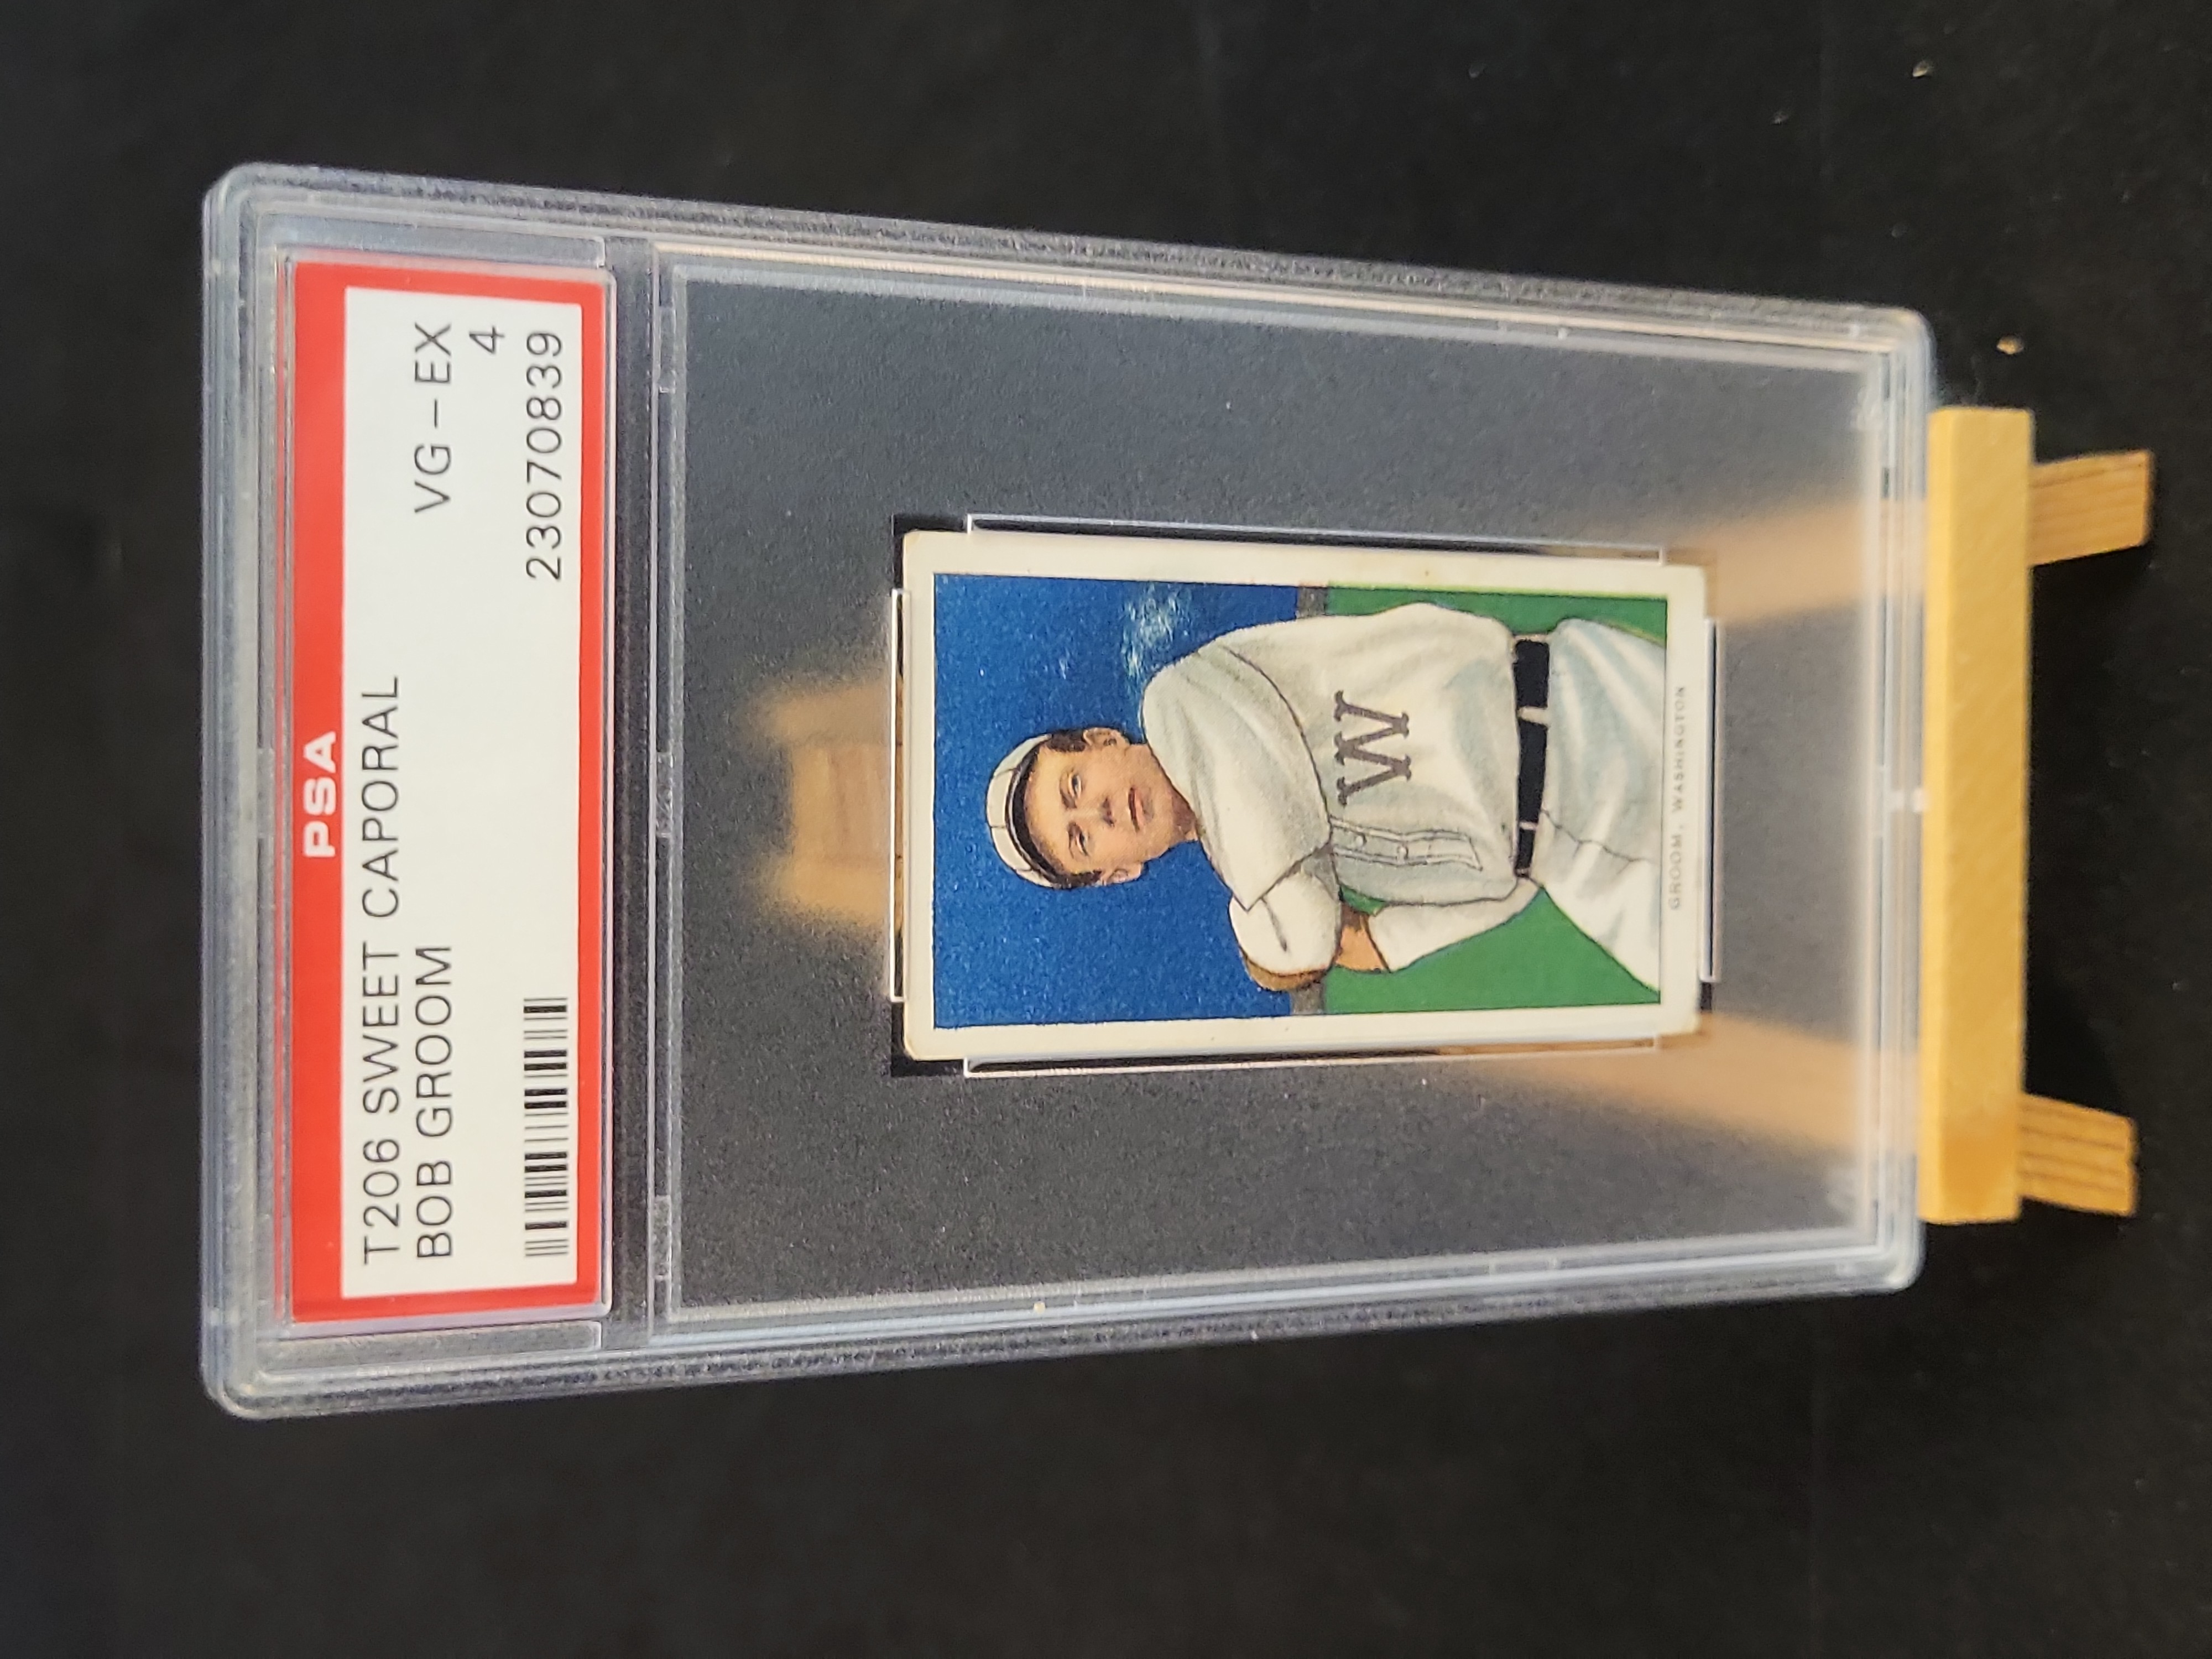 PSA
T206 SWEET CAPORAL
BOB GROOM VG-EX
4
23070839
W
GROOM, WASHINGTON